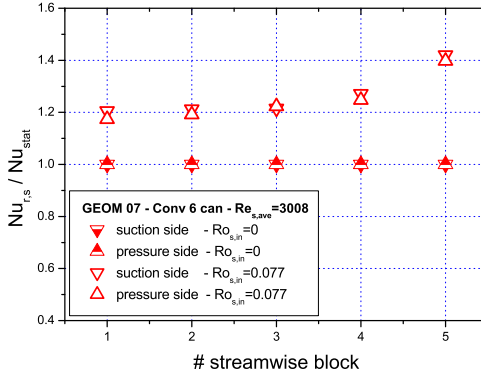 1.6
1.4
1.2
1.0
0.8
0.6
0.4
Nu_r,s / Nu_stat
GEOM 07 - Conv 6 can - Re_s,ave=3008
suction side - Ro_s,in=0
pressure side - Ro_s,in=0
suction side - Ro_s,in=0.077
pressure side - Ro_s,in=0.077
1 2 3 4 5
# streamwise block